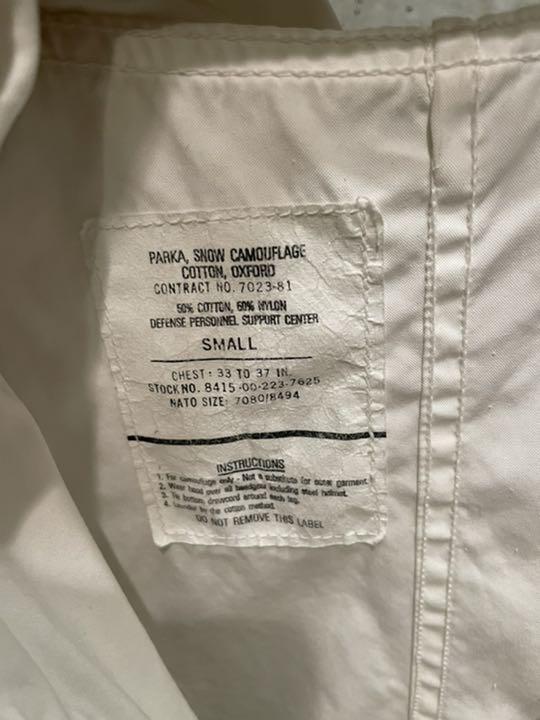 PARKA, SNOW CAMOUFLAGE
COTTON, OXFORD
CONTRACT NO. 7023-81
50% COTTON, 50% NYLON
DEFENSE PERSONNEL SUPPORT CENTER
SMALL
CHEST: 33 TO 37 IN.
STOCK NO. 8415-00-223-7625
NATO SIZE: 7080/8494
INSTRUCTIONS
1. For camouflage only - Not a substitute for outer garment.
2. Wear hood over all headgear including steel helmet.
3. Tie bottom drawcord around each leg.
4. Launder by the cotton method.
DO NOT REMOVE THIS LABEL